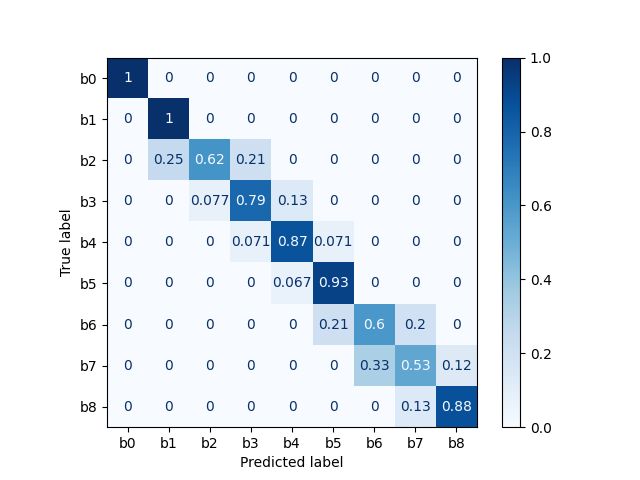 b0 1 0 0 0 0 0 0 0 0
b1 0 1 0 0 0 0 0 0 0
b2 0 0.25 0.62 0.21 0 0 0 0 0
b3 0 0 0.077 0.79 0.13 0 0 0 0
b4 0 0 0 0.071 0.87 0.071 0 0 0
b5 0 0 0 0 0.067 0.93 0 0 0
b6 0 0 0 0 0 0.21 0.6 0.2 0
b7 0 0 0 0 0 0 0.33 0.53 0.12
b8 0 0 0 0 0 0 0 0.13 0.88
b0 b1 b2 b3 b4 b5 b6 b7 b8
Predicted label
True label
1.0
0.8
0.6
0.4
0.2
0.0